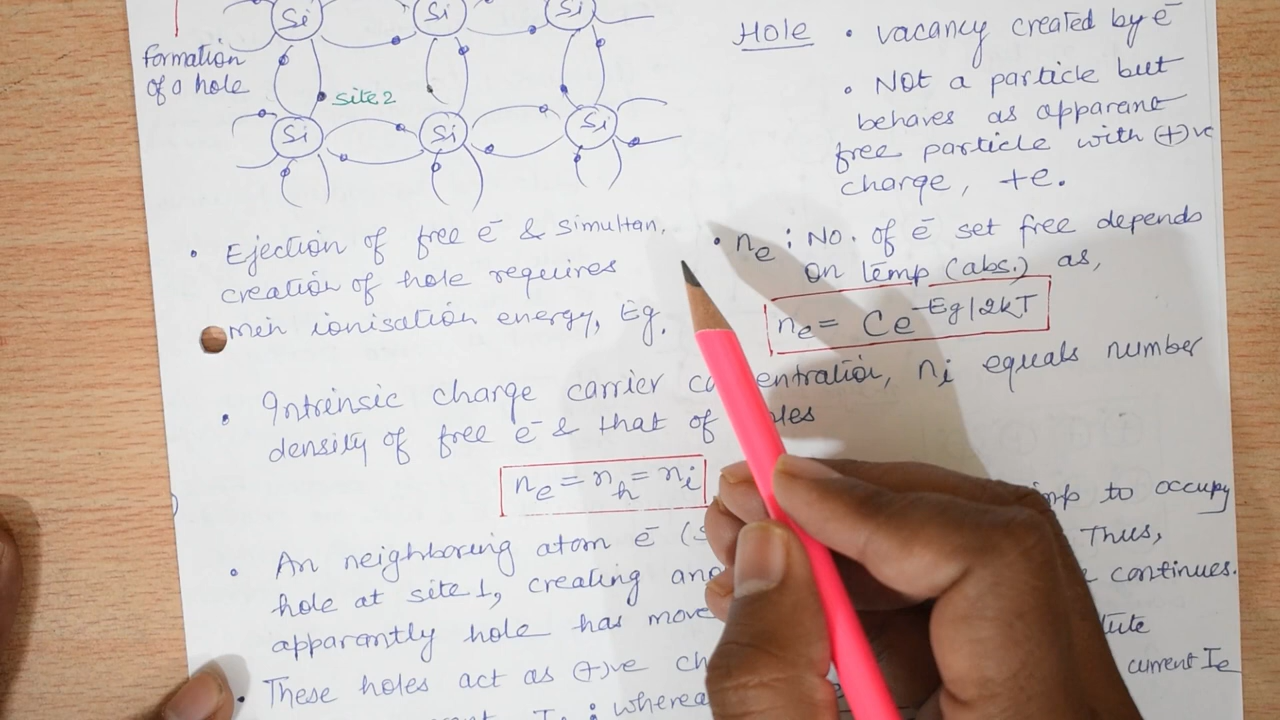 Si Si Si
formation
of a hole
site 2
Si Si Si
Hole • vacancy created by e̅
• Not a particle but
behaves as apparent
free particle with (+)ve
charge, +e.
• Ejection of free e̅ & simultan.
creation of hole requires
min ionisation energy, Eg.
• nₑ : No. of e̅ set free depends
on temp (abs.) as,
nₑ = Ce^-Eg/2kT
• Intrinsic charge carrier entration, nᵢ equals number
density of free e̅ & that of
nₑ = nₕ = nᵢ
• An neighboring atom e̅ to occupy
hole at site 1, creating Thus,
apparantly hole has move continues.
• These holes act as (+)ve
current Iₑ